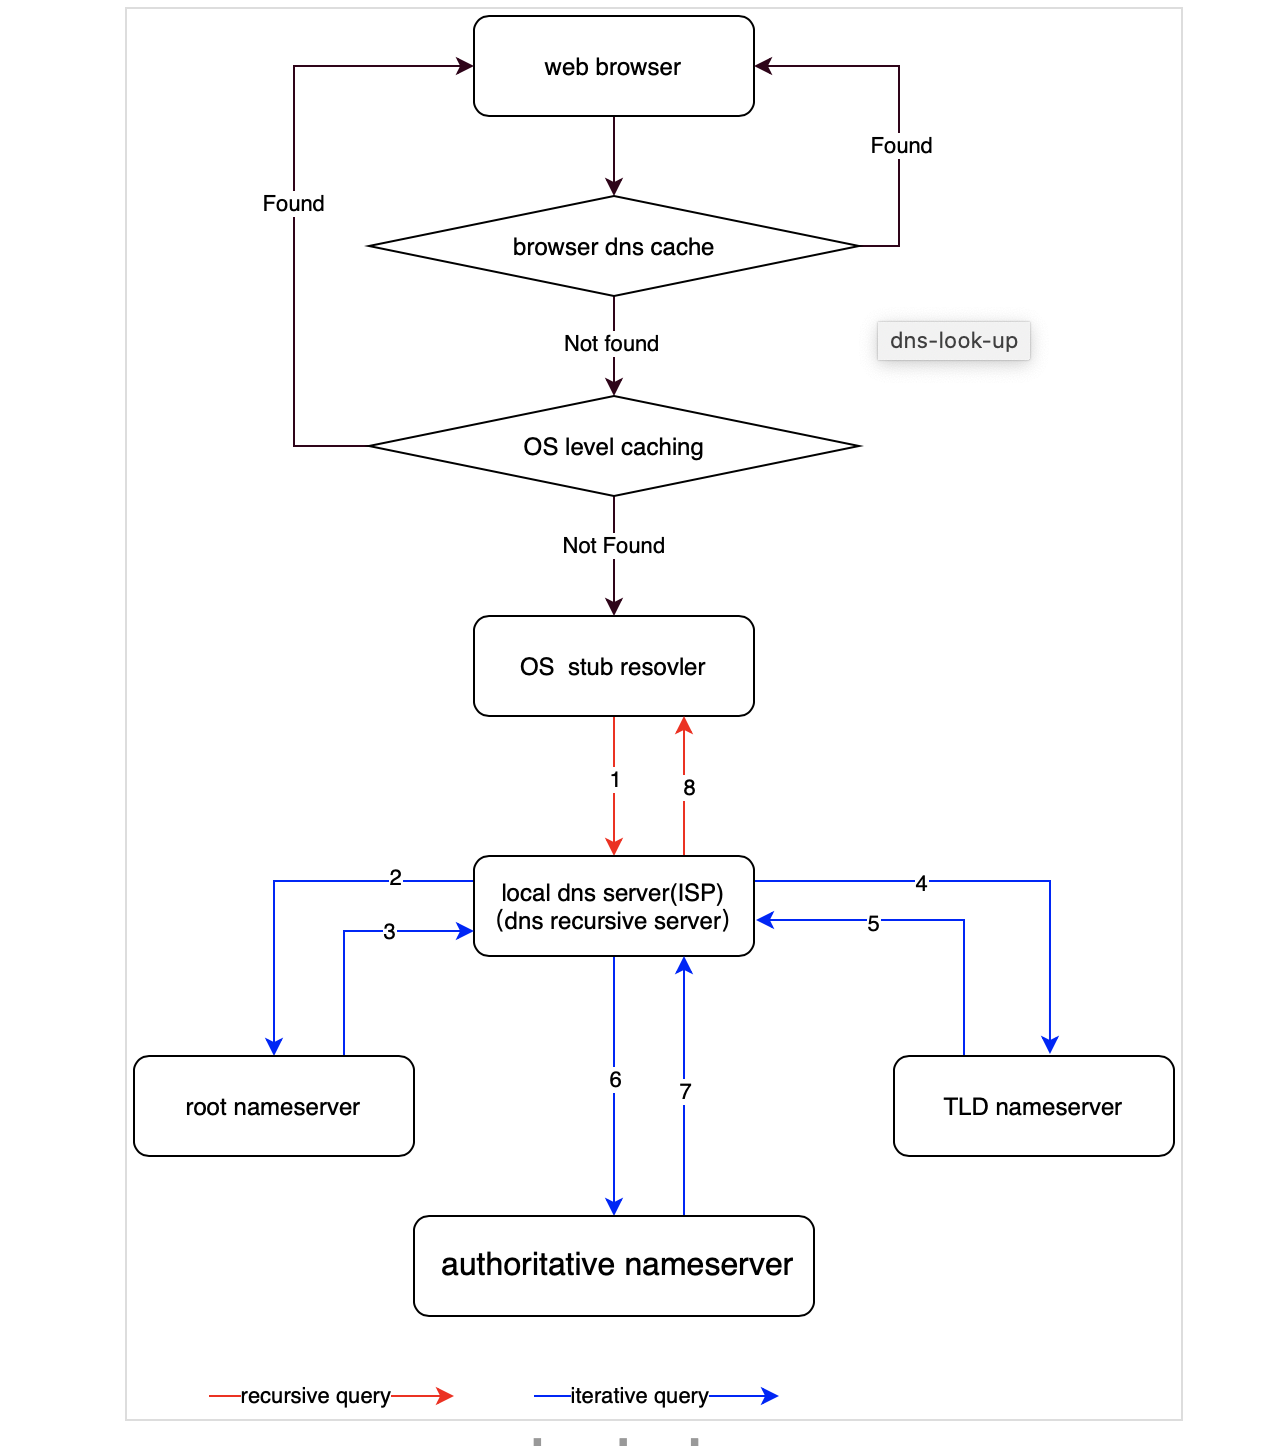 web browser
Found
Found
browser dns cache
dns-look-up
Not found
OS level caching
Not Found
OS  stub resovler
1
8
2
4
local dns server(ISP)
(dns recursive server)
3
5
6
7
root nameserver
TLD nameserver
authoritative nameserver
recursive query
iterative query